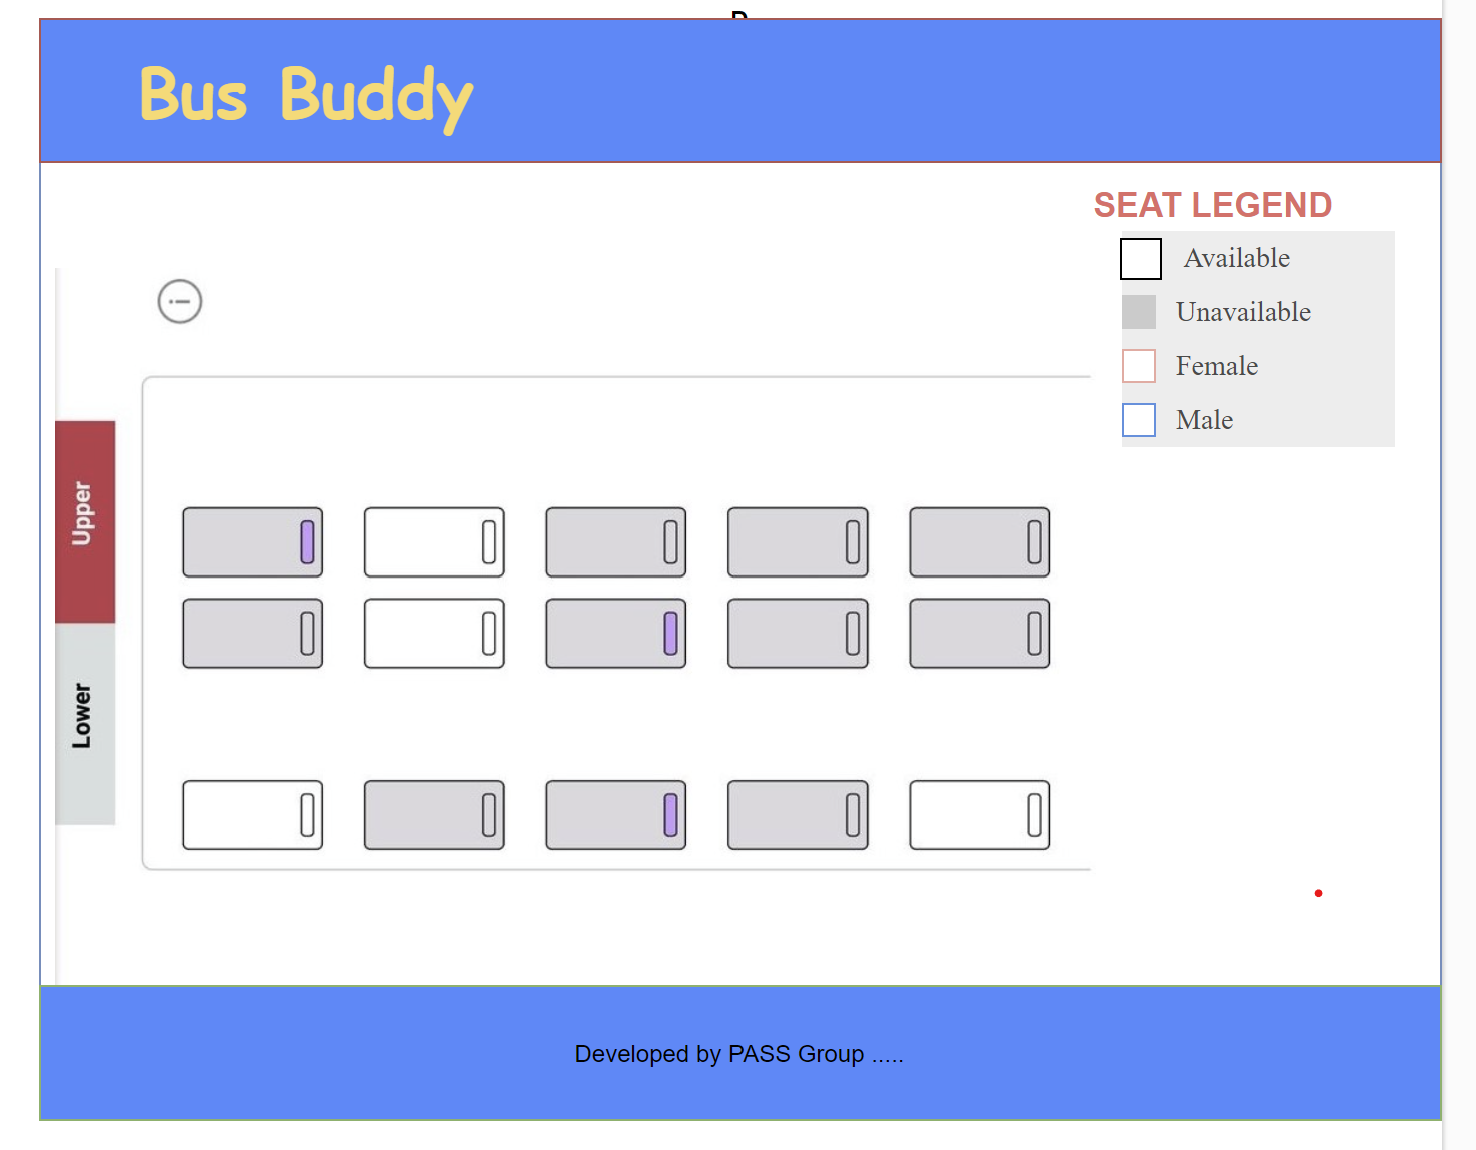 Bus Buddy
SEAT LEGEND
Available
Unavailable
Female
Male
Upper
Lower
Developed by PASS Group .....